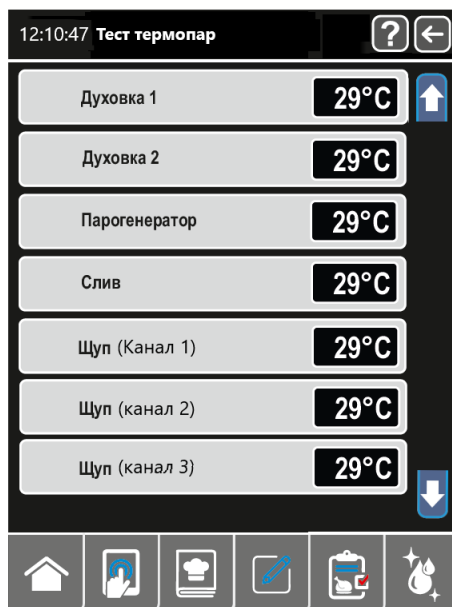 12:10:47 Тест термопар ?
Духовка 1 29°C
Духовка 2 29°C
Парогенератор 29°C
Слив 29°C
Щуп (Канал 1) 29°C
Щуп (канал 2) 29°C
Щуп (канал 3) 29°C